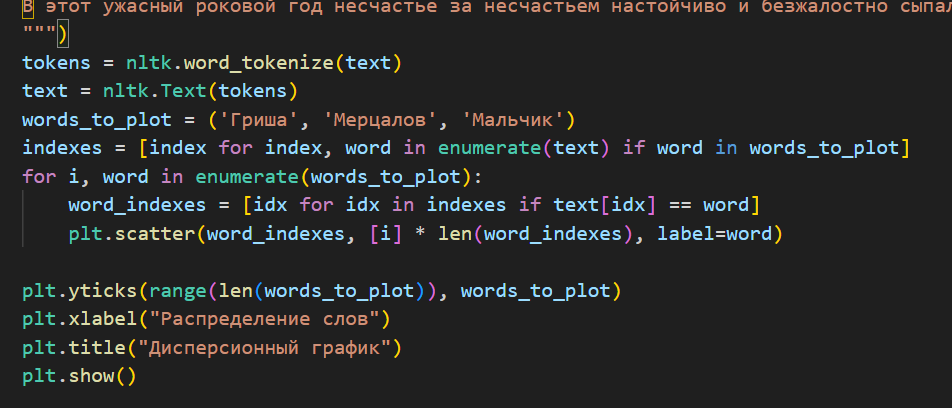 В этот ужасный роковой год несчастье за несчастьем настойчиво и безжалостно сыпал
""")
tokens = nltk.word_tokenize(text)
text = nltk.Text(tokens)
words_to_plot = ('Гриша', 'Мерцалов', 'Мальчик')
indexes = [index for index, word in enumerate(text) if word in words_to_plot]
for i, word in enumerate(words_to_plot):
    word_indexes = [idx for idx in indexes if text[idx] == word]
    plt.scatter(word_indexes, [i] * len(word_indexes), label=word)
plt.yticks(range(len(words_to_plot)), words_to_plot)
plt.xlabel("Распределение слов")
plt.title("Дисперсионный график")
plt.show()